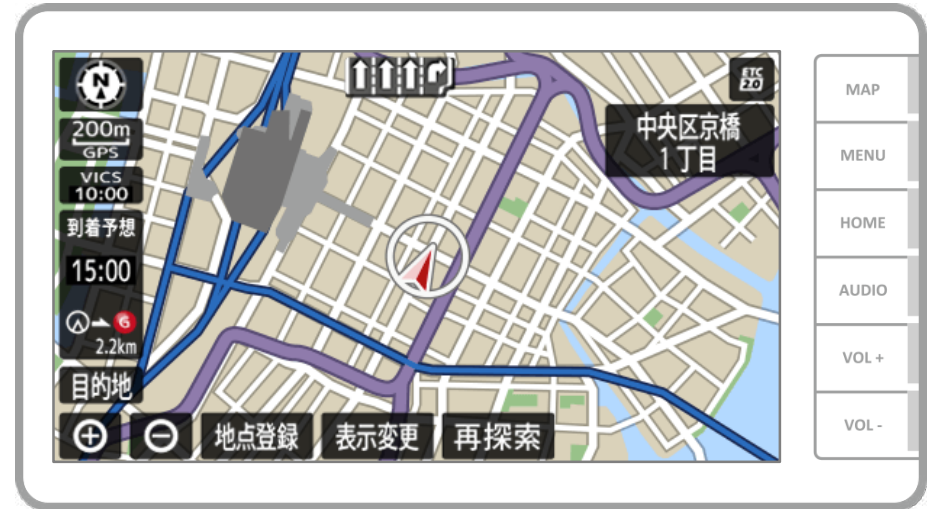 N
200m
GPS
VICS
10:00
到着予想
15:00
G
2.2km
目的地
ETC
2.0
中央区京橋
1丁目
地点登録
表示変更
再探索
MAP
MENU
HOME
AUDIO
VOL +
VOL -